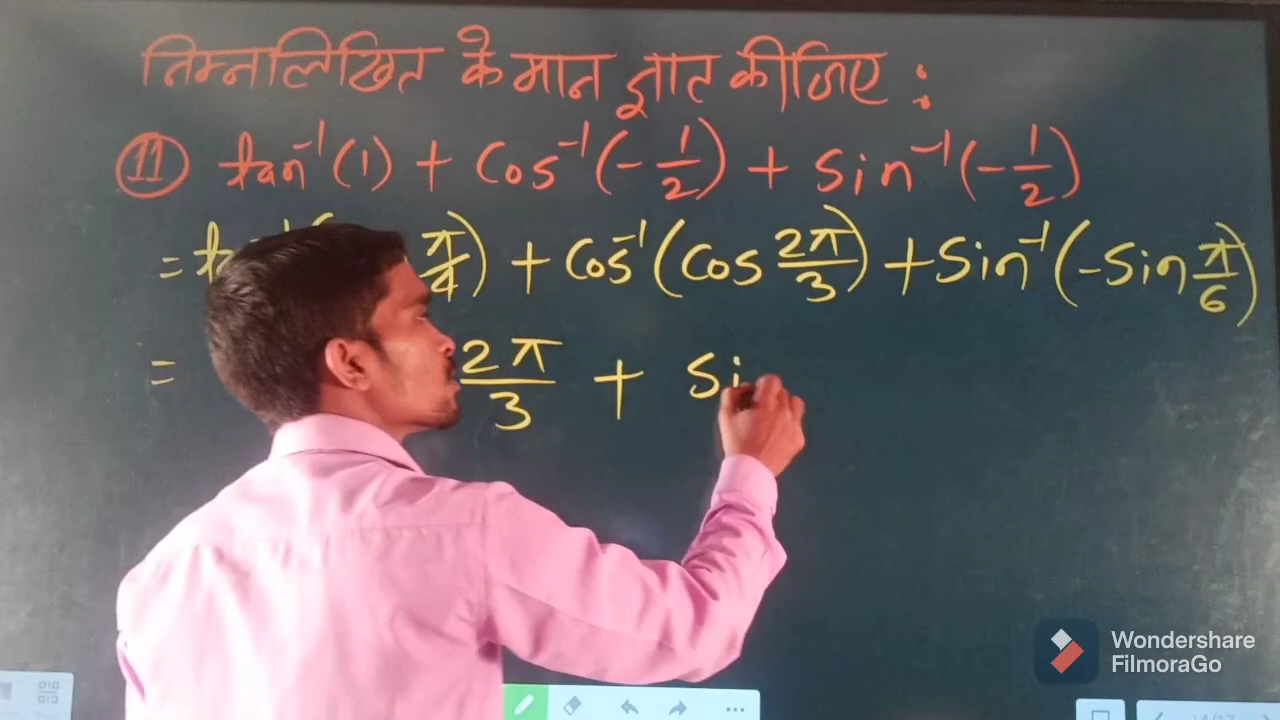 निम्नलिखित के मान ज्ञात कीजिए :
⑪ tan⁻¹(1) + Cos⁻¹(-1/2) + Sin⁻¹(-1/2)
= π/4) + Cos⁻¹(Cos 2π/3) + Sin⁻¹(-Sin π/6)
= 2π/3 + Si
Wondershare
FilmoraGo